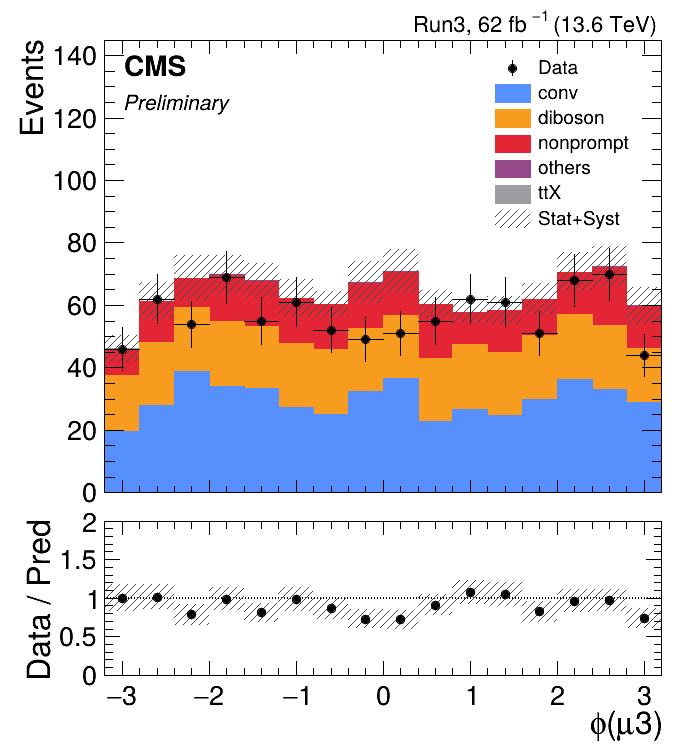 Run3, 62 fb⁻¹ (13.6 TeV)
CMS
Preliminary
Events
140
120
100
80
60
40
20
0
Data
conv
diboson
nonprompt
others
ttX
Stat+Syst
Data / Pred
2
1.5
1
0.5
0
−3 −2 −1 0 1 2 3
ϕ(μ3)